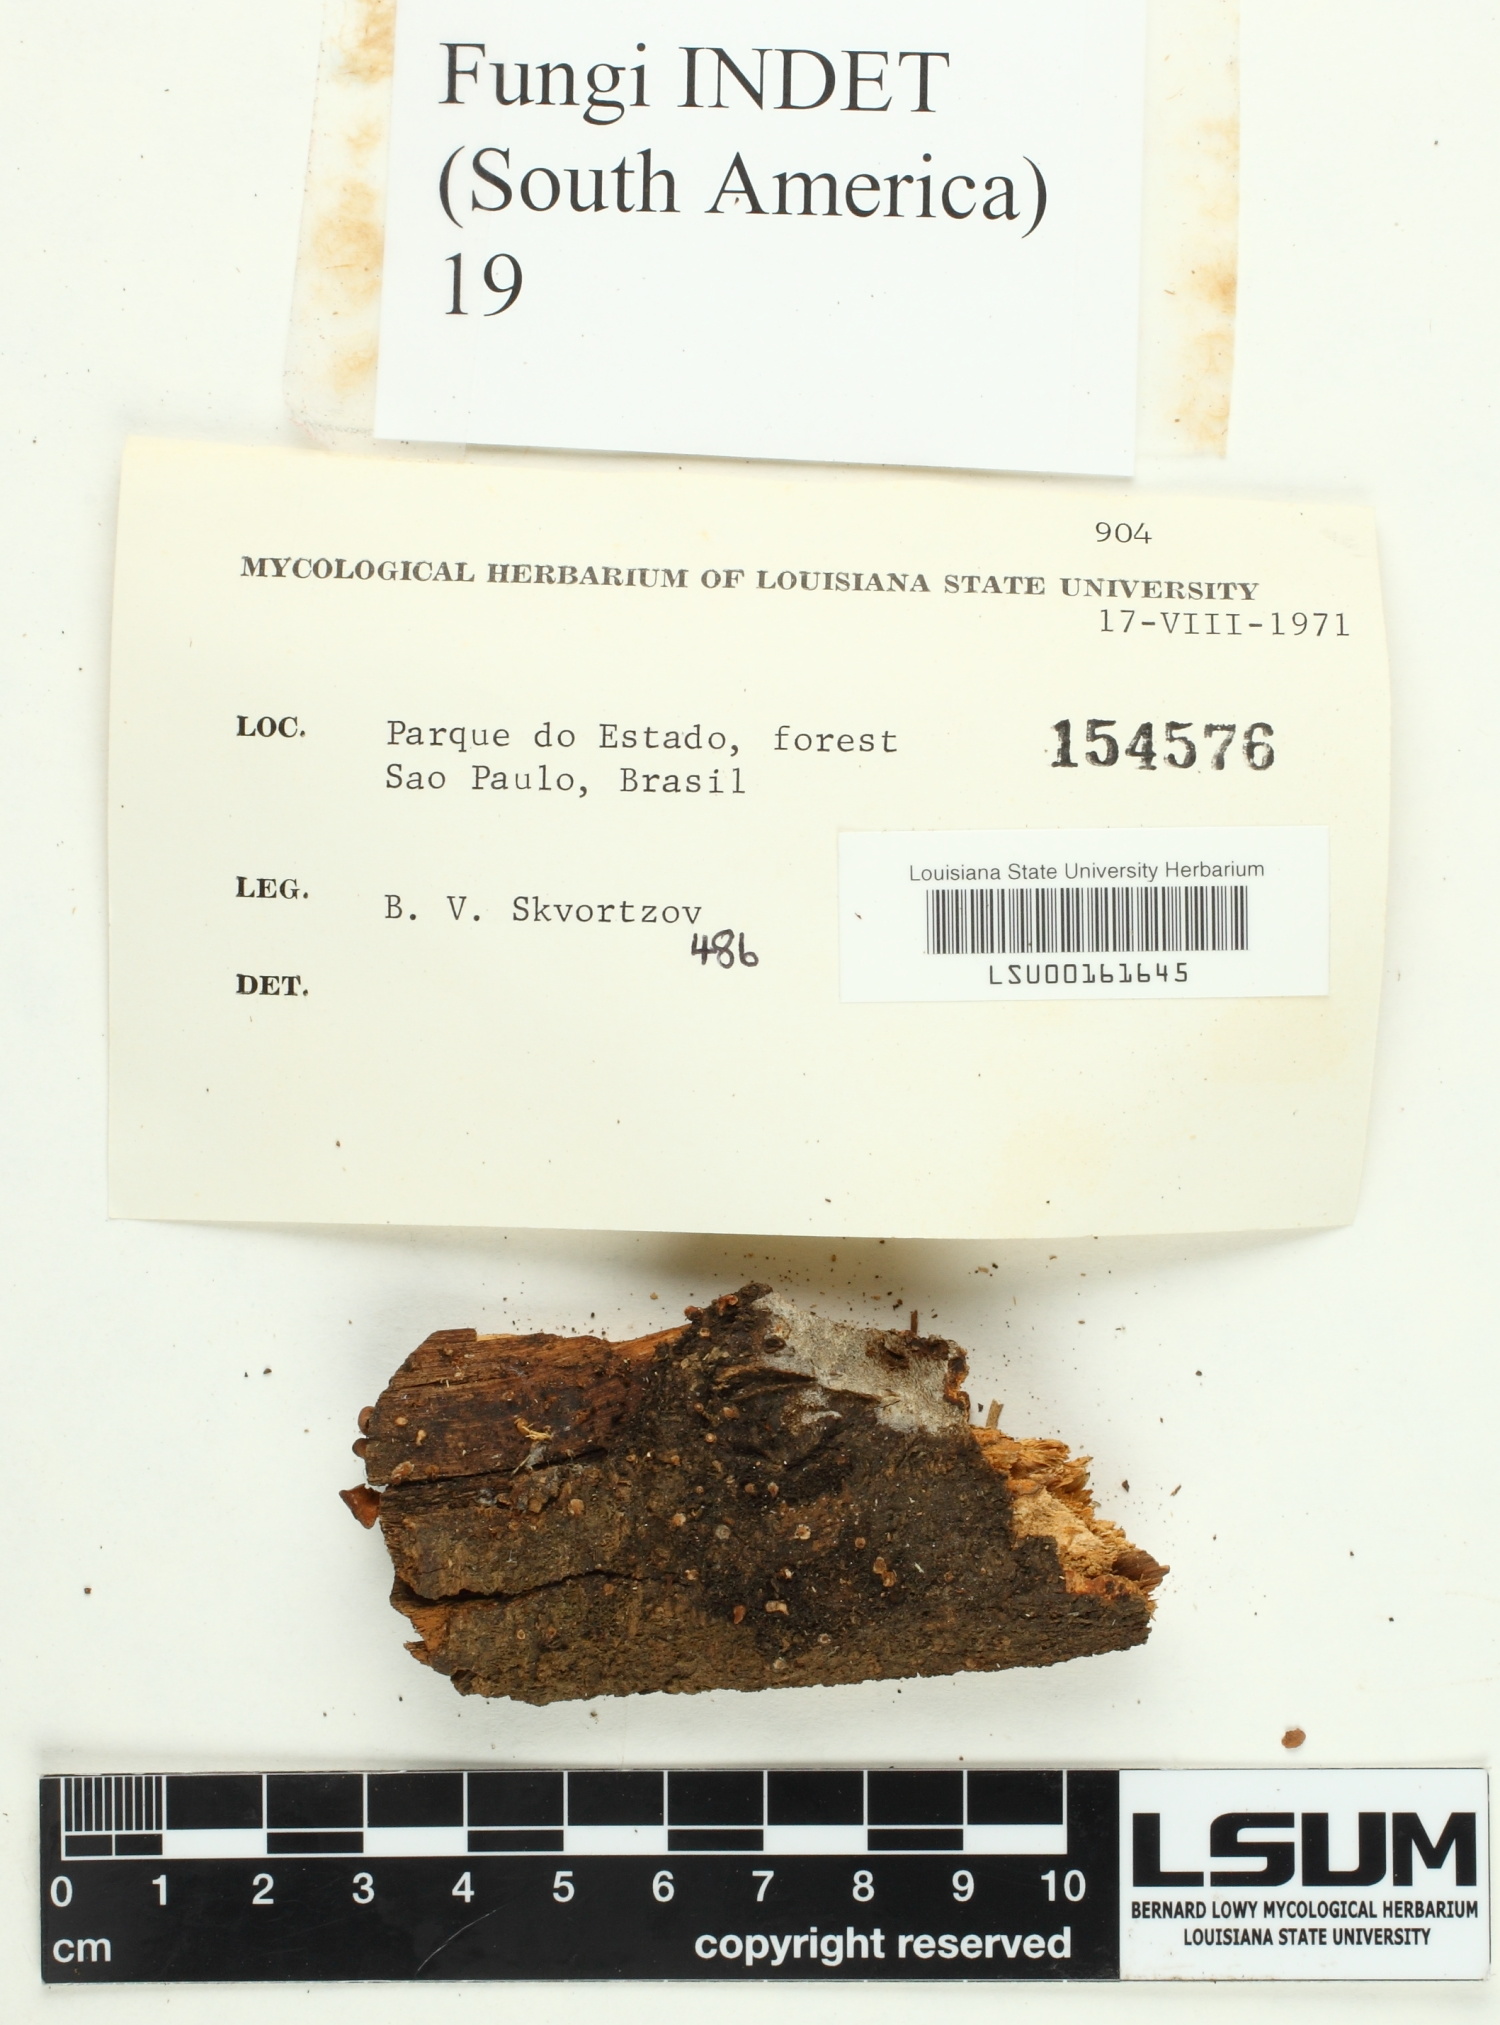 Fungi INDET
(South America)
19
904
MYCOLOGICAL HERBARIUM OF LOUISIANA STATE UNIVERSITY
17-VIII-1971
LOC. Parque do Estado, forest
Sao Paulo, Brasil
154576
Louisiana State University Herbarium
LSU00161645
LEG. B. V. Skvortzov
486
DET.
0 1 2 3 4 5 6 7 8 9 10
cm
copyright reserved
LSUM
BERNARD LOWY MYCOLOGICAL HERBARIUM
LOUISIANA STATE UNIVERSITY